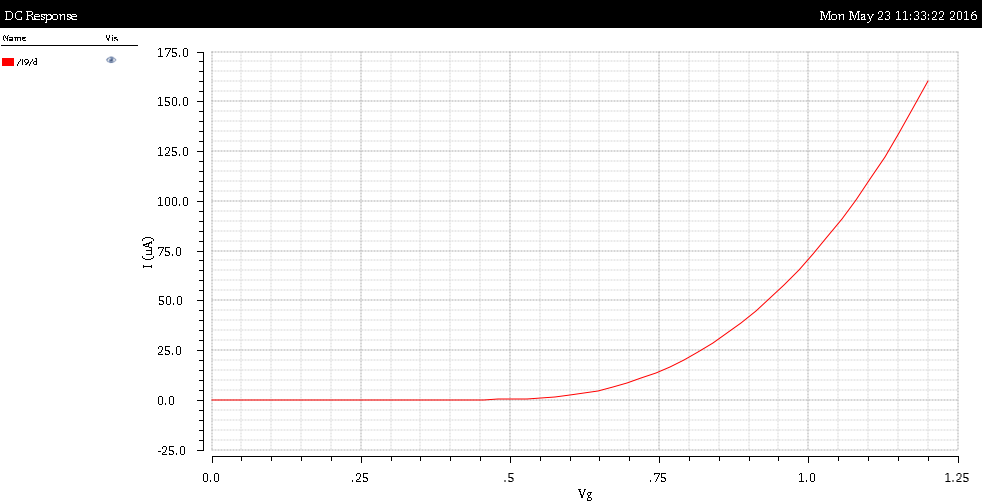 DC Response
Mon May 23 11:33:22 2016
Name Vis
/I9/d
175.0
150.0
125.0
100.0
75.0
50.0
25.0
0.0
-25.0
I (uA)
0.0 .25 .5 .75 1.0 1.25
Vg